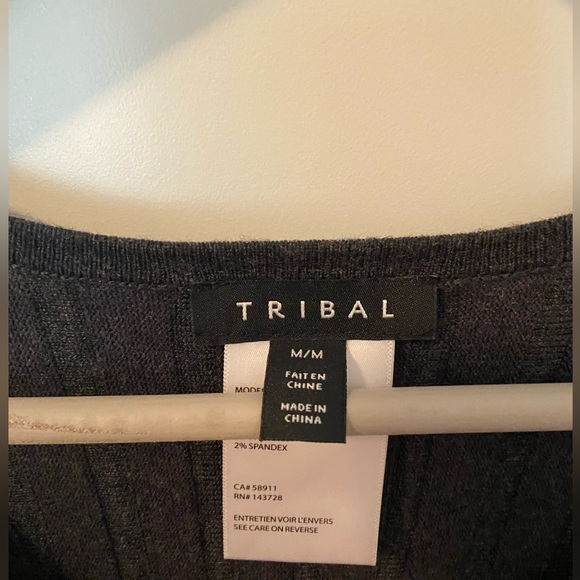 TRIBAL
M/M
FAIT EN
CHINE
MADE IN
CHINA
2% SPANDEX
CA# 58911
RN# 143728
ENTRETIEN VOIR L'ENVERS
SEE CARE ON REVERSE